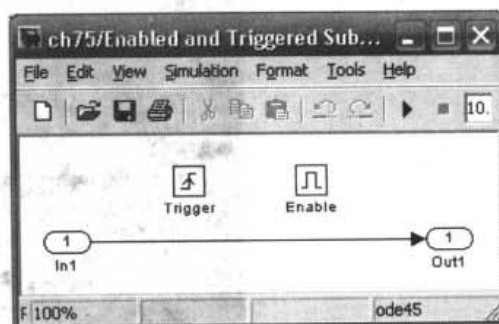 ch75/Enabled and Triggered Sub...
File Edit View Simulation Format Tools Help
10.
Trigger
Enable
1
In1
1
Out1
F 100%
ode45